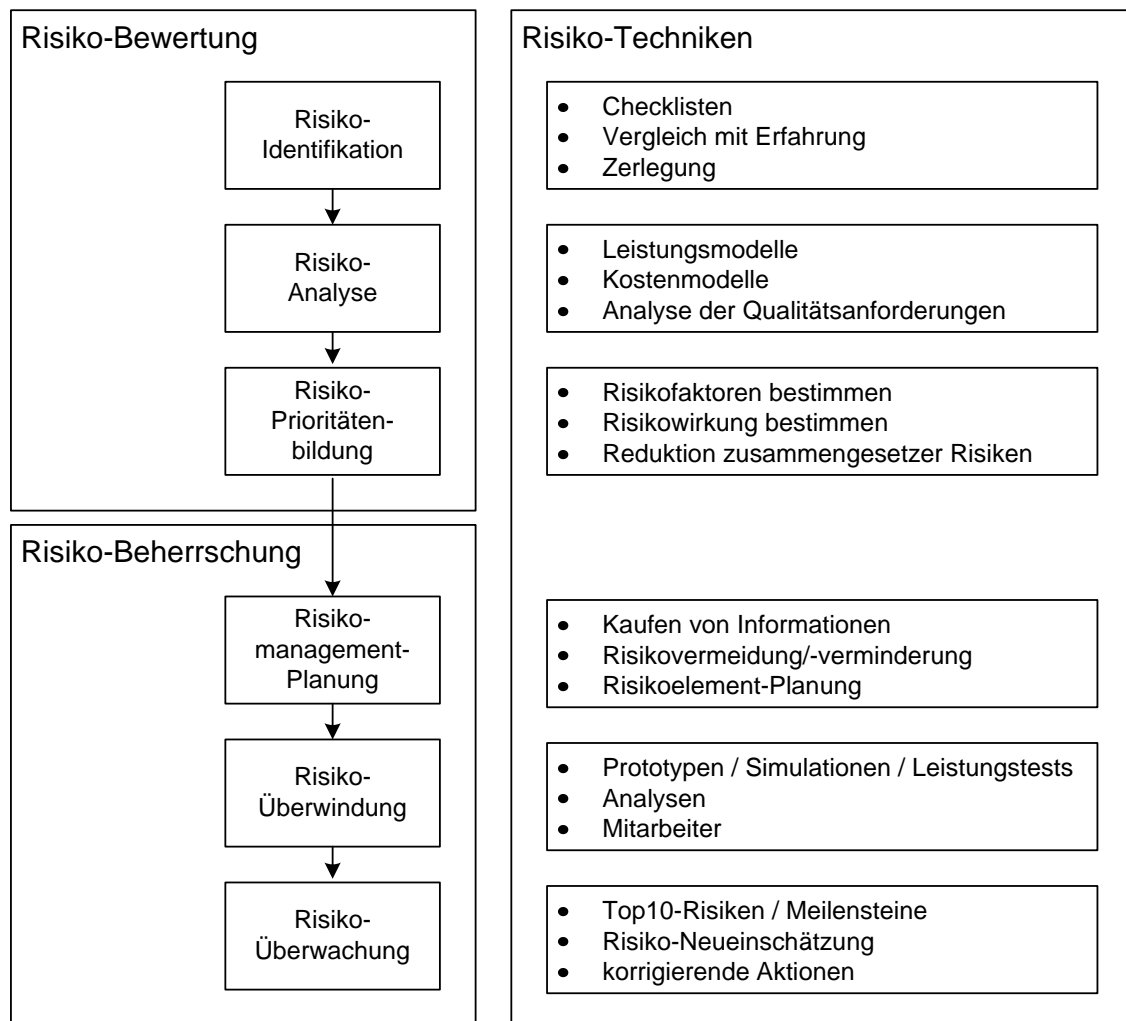 Risiko-Bewertung
Risiko-
Identifikation
Risiko-
Analyse
Risiko-
Prioritäten-
bildung
Risiko-Beherrschung
Risiko-
management-
Planung
Risiko-
Überwindung
Risiko-
Überwachung
Risiko-Techniken
• Checklisten
• Vergleich mit Erfahrung
• Zerlegung
• Leistungsmodelle
• Kostenmodelle
• Analyse der Qualitätsanforderungen
• Risikofaktoren bestimmen
• Risikowirkung bestimmen
• Reduktion zusammengesetzer Risiken
• Kaufen von Informationen
• Risikovermeidung/-verminderung
• Risikoelement-Planung
• Prototypen / Simulationen / Leistungstests
• Analysen
• Mitarbeiter
• Top10-Risiken / Meilensteine
• Risiko-Neueinschätzung
• korrigierende Aktionen